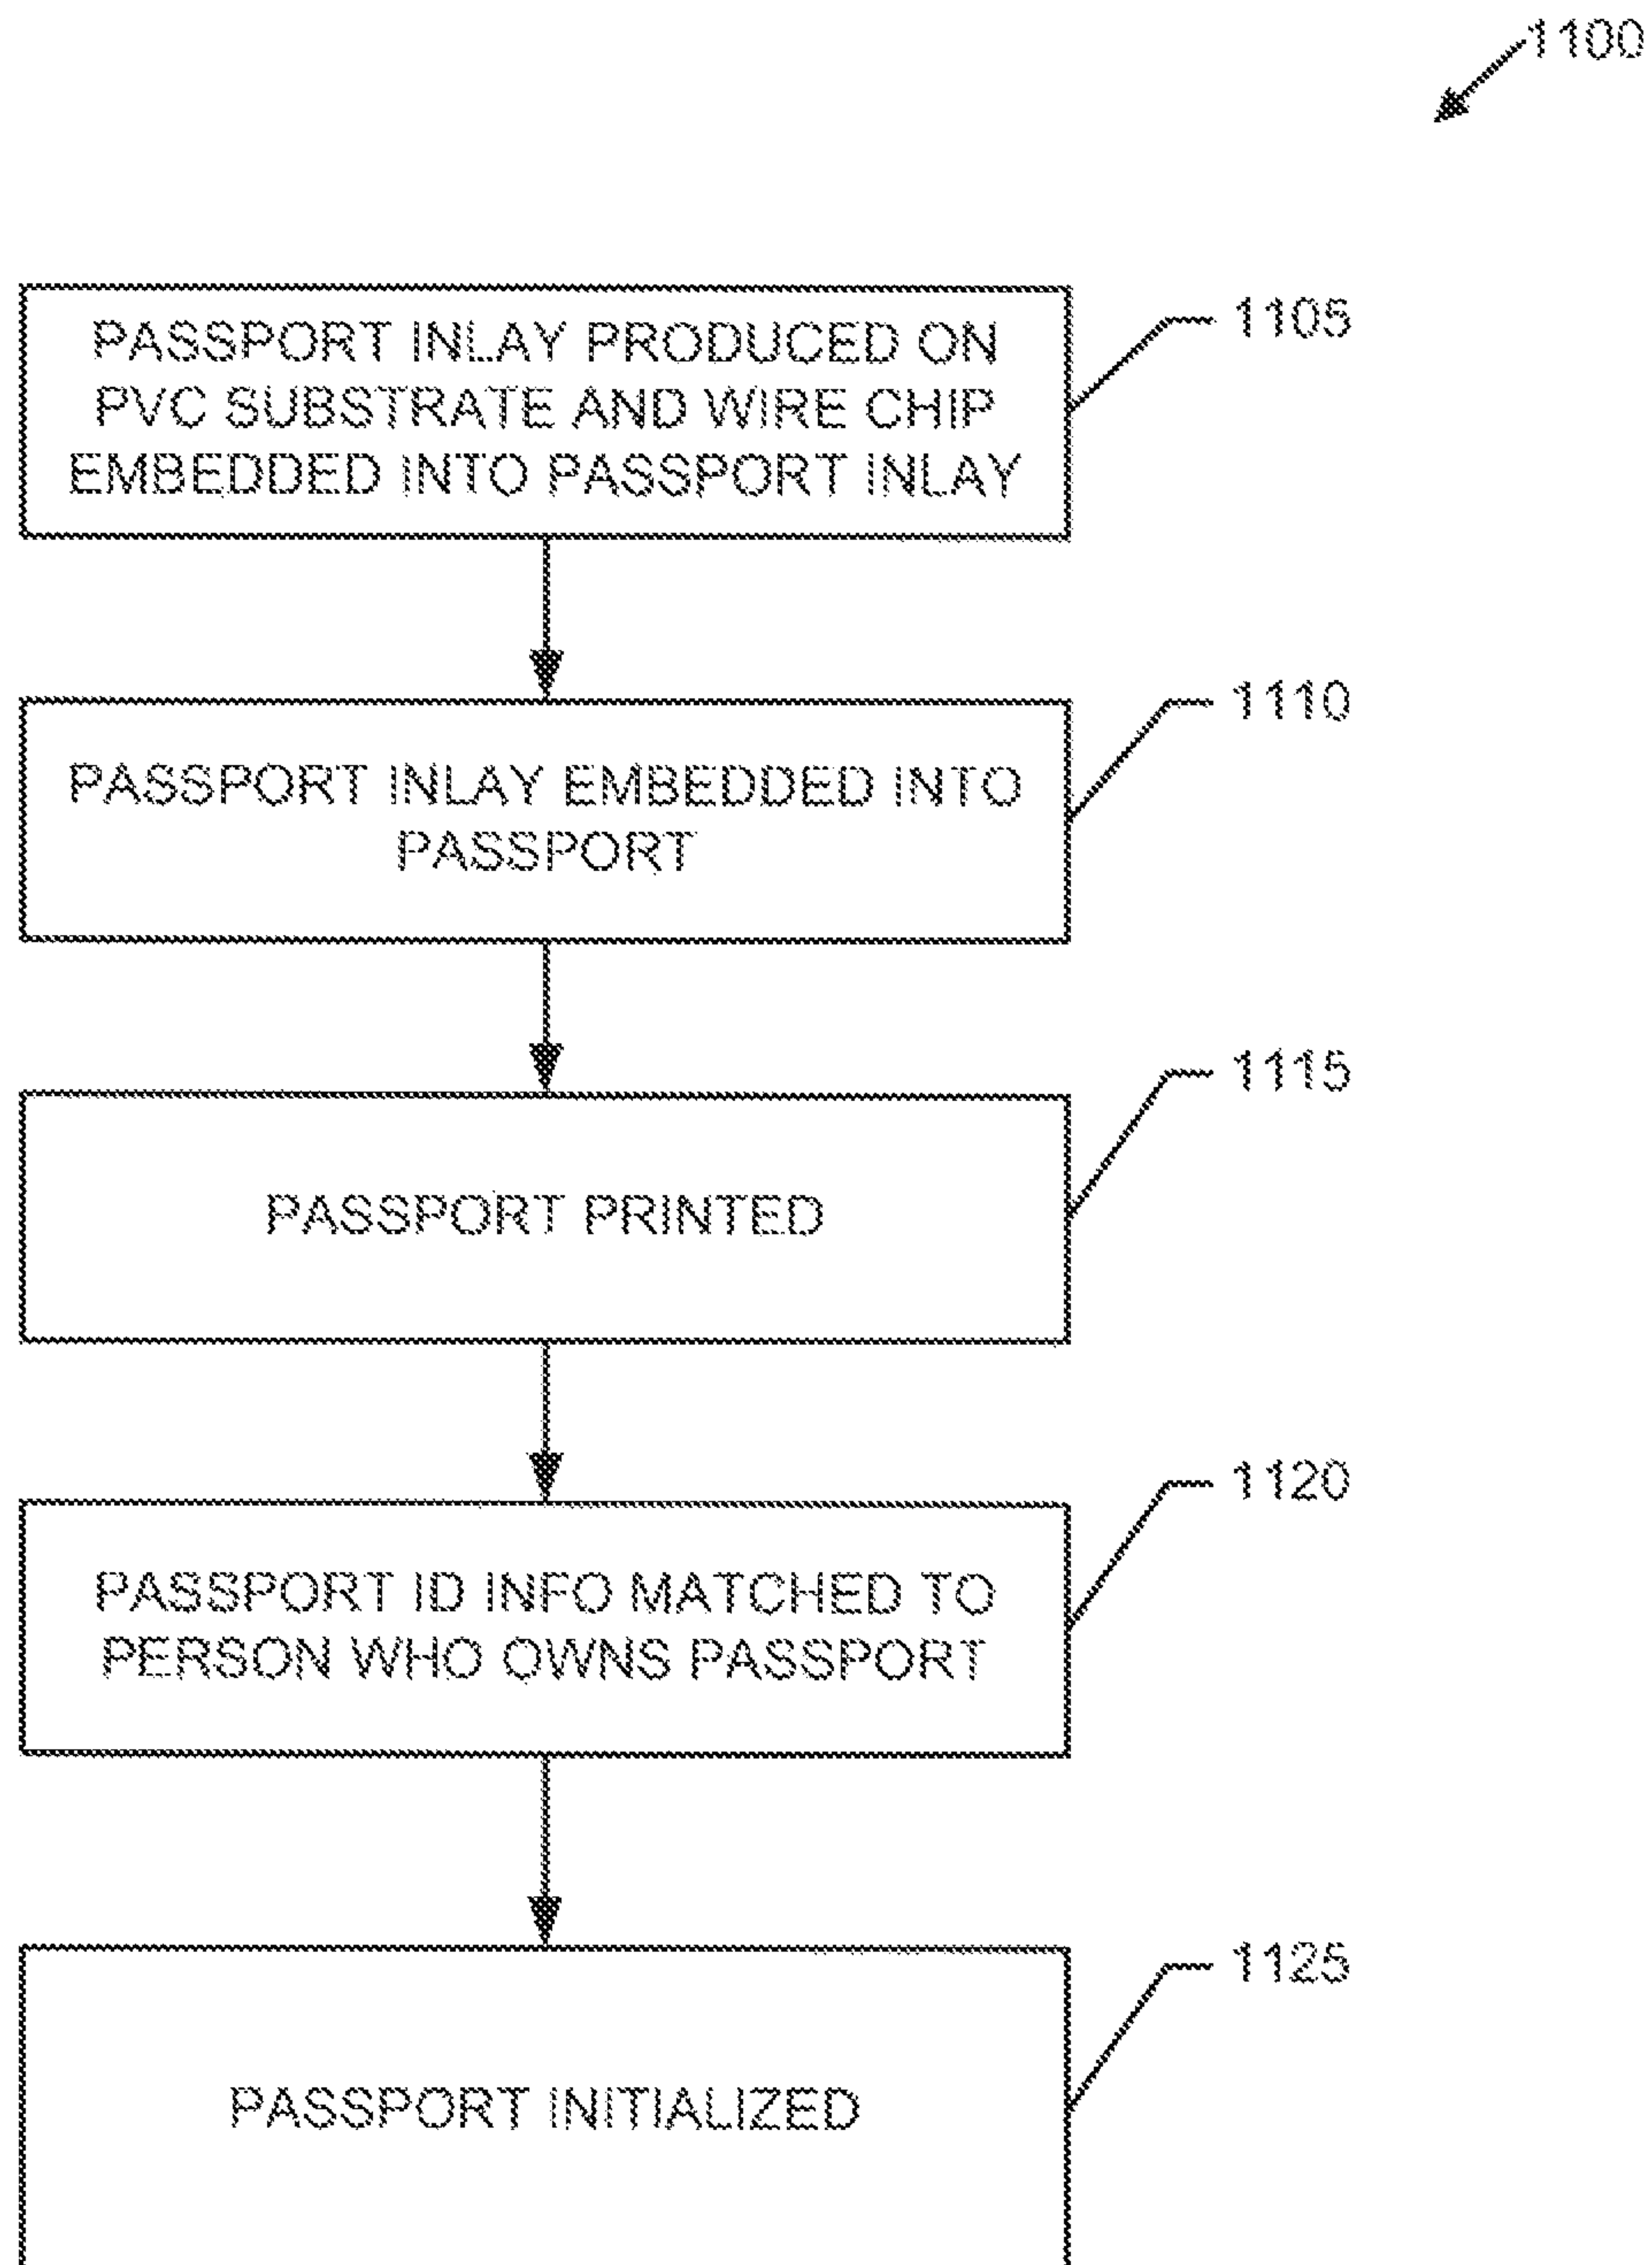 1100
PASSPORT INLAY PRODUCED ON
PVC SUBSTRATE AND WIRE CHIP
EMBEDDED INTO PASSPORT INLAY
1105
PASSPORT INLAY EMBEDDED INTO
PASSPORT
1110
PASSPORT PRINTED
1115
PASSPORT ID INFO MATCHED TO
PERSON WHO OWNS PASSPORT
1120
PASSPORT INITIALIZED
1125